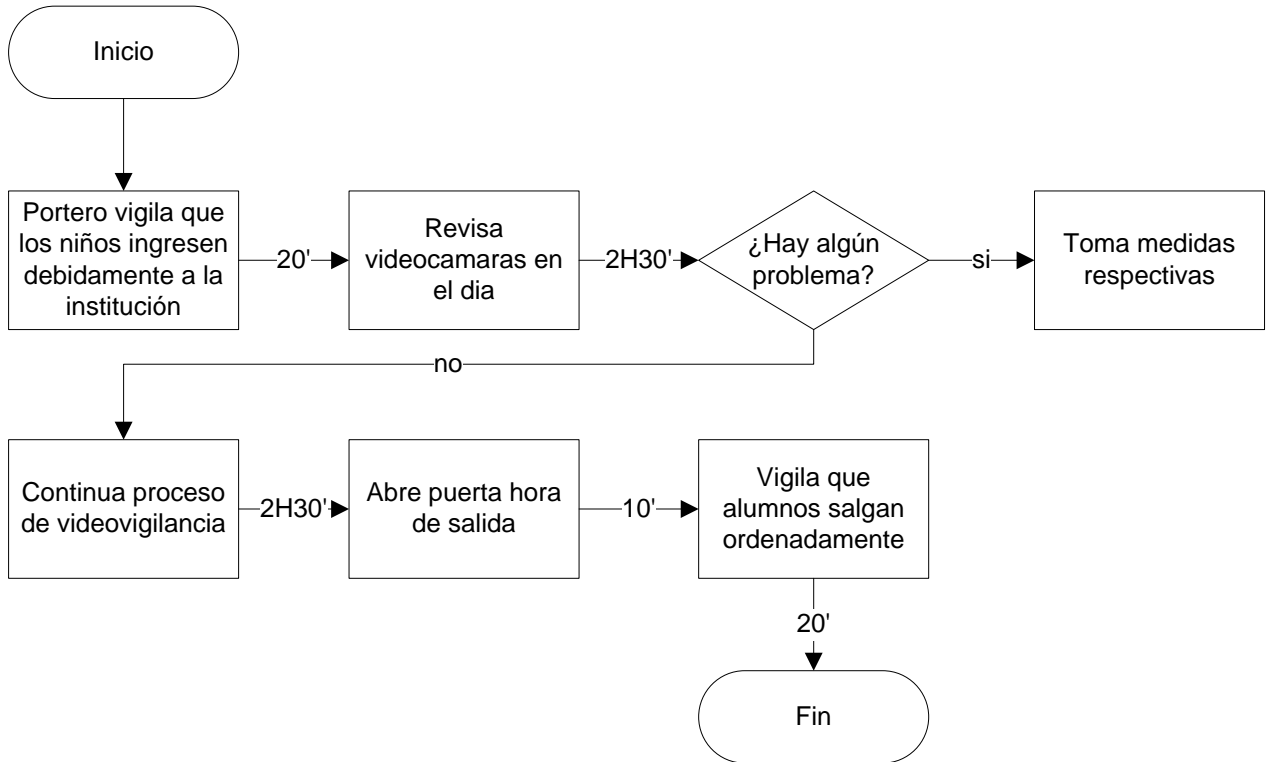 Inicio
Portero vigila que
los niños ingresen
debidamente a la
institución
20'
Revisa
videocamaras en
el dia
2H30'
¿Hay algún
problema?
si
Toma medidas
respectivas
no
Continua proceso
de videovigilancia
2H30'
Abre puerta hora
de salida
10'
Vigila que
alumnos salgan
ordenadamente
20'
Fin